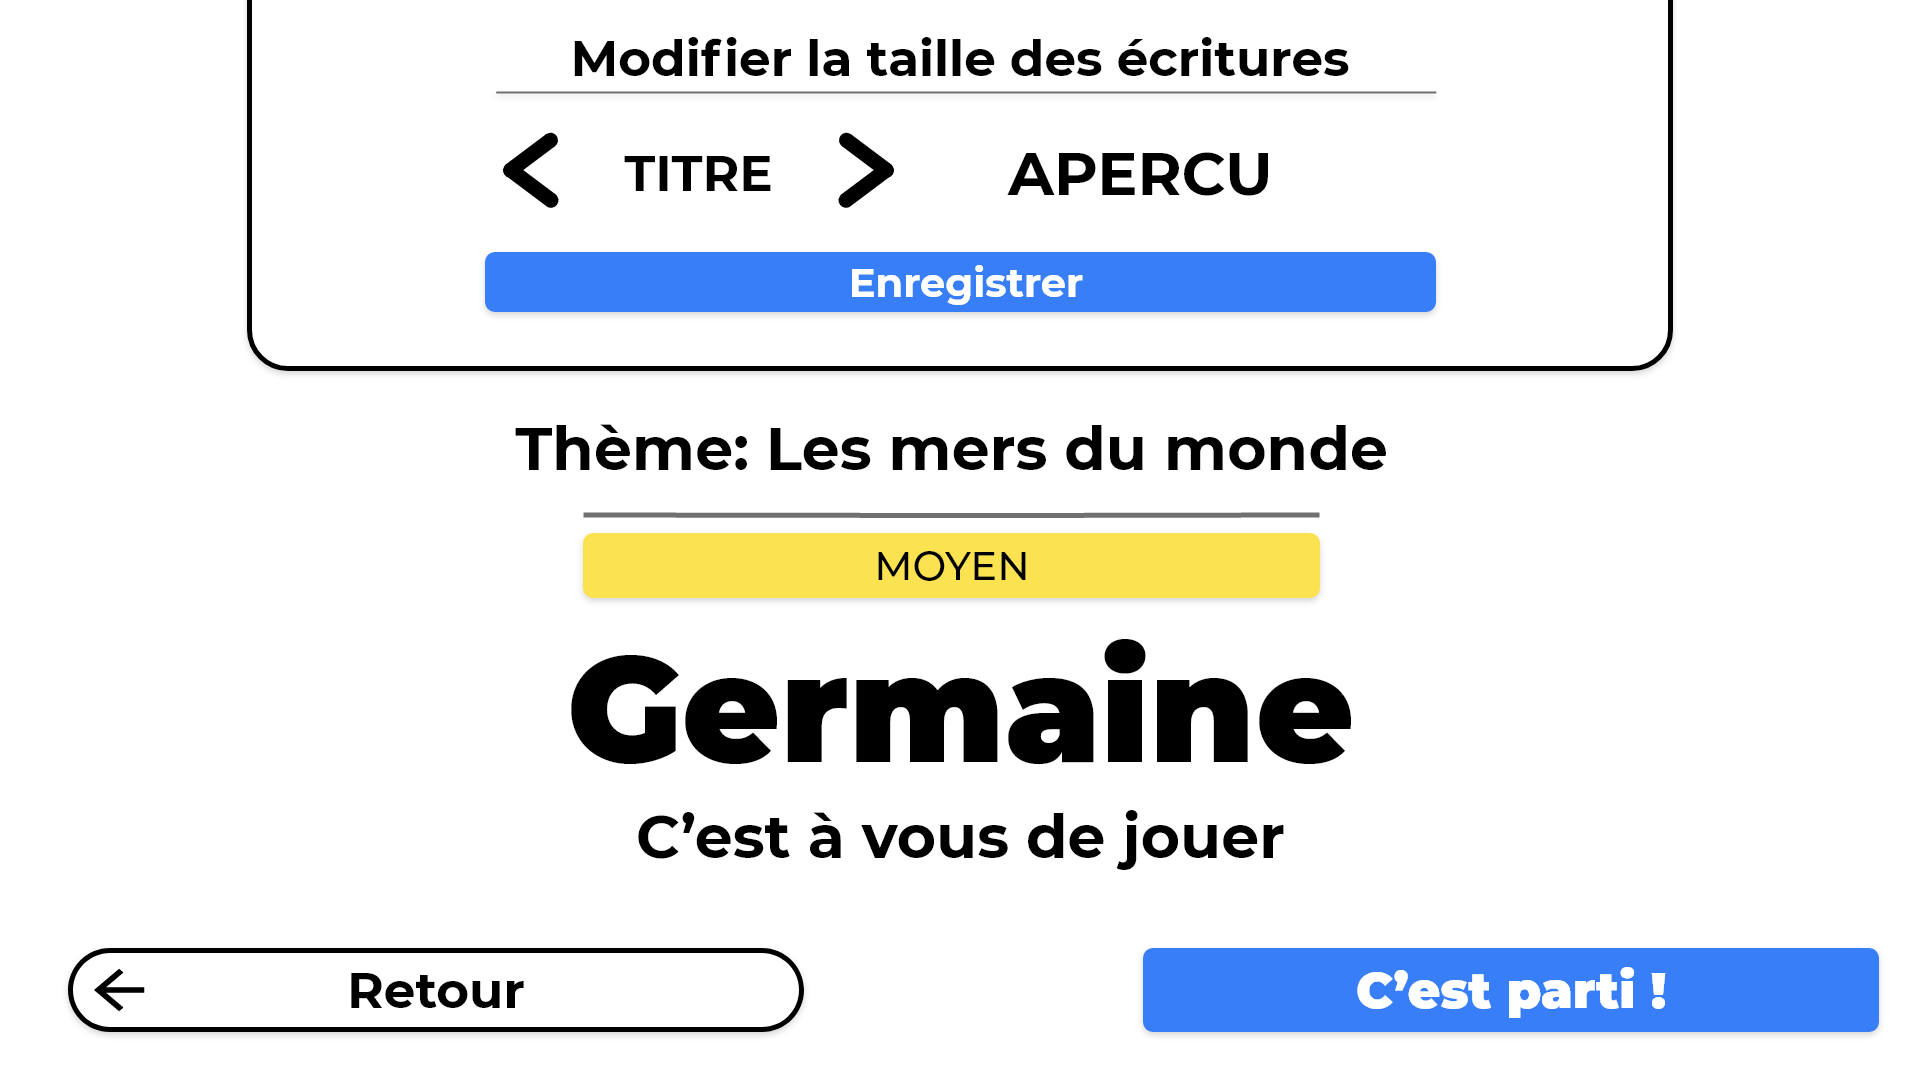 Modifier la taille des écritures
TITRE
APERCU
Enregistrer
Thème: Les mers du monde
MOYEN
Germaine
C’est à vous de jouer
Retour
C’est parti !